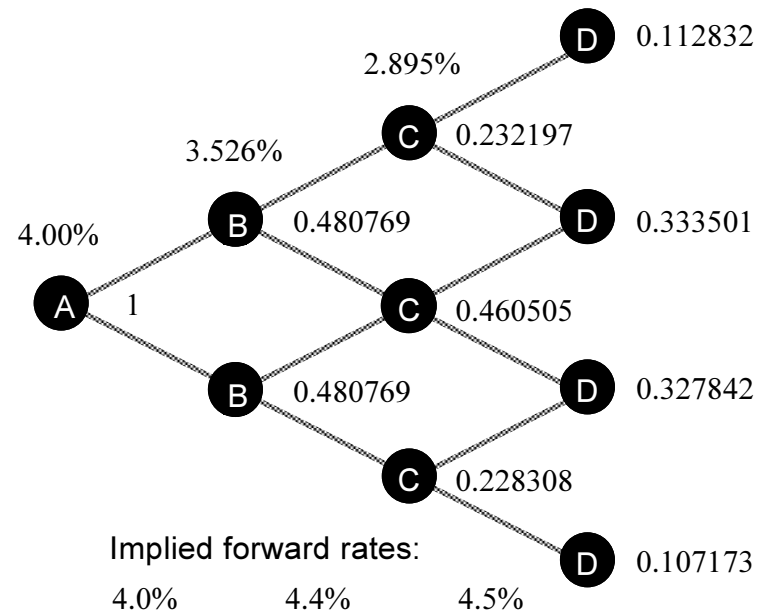 D 0.112832
2.895%
C 0.232197
3.526%
B 0.480769
D 0.333501
4.00%
A 1
C 0.460505
B 0.480769
D 0.327842
C 0.228308
Implied forward rates:
D 0.107173
4.0% 4.4% 4.5%